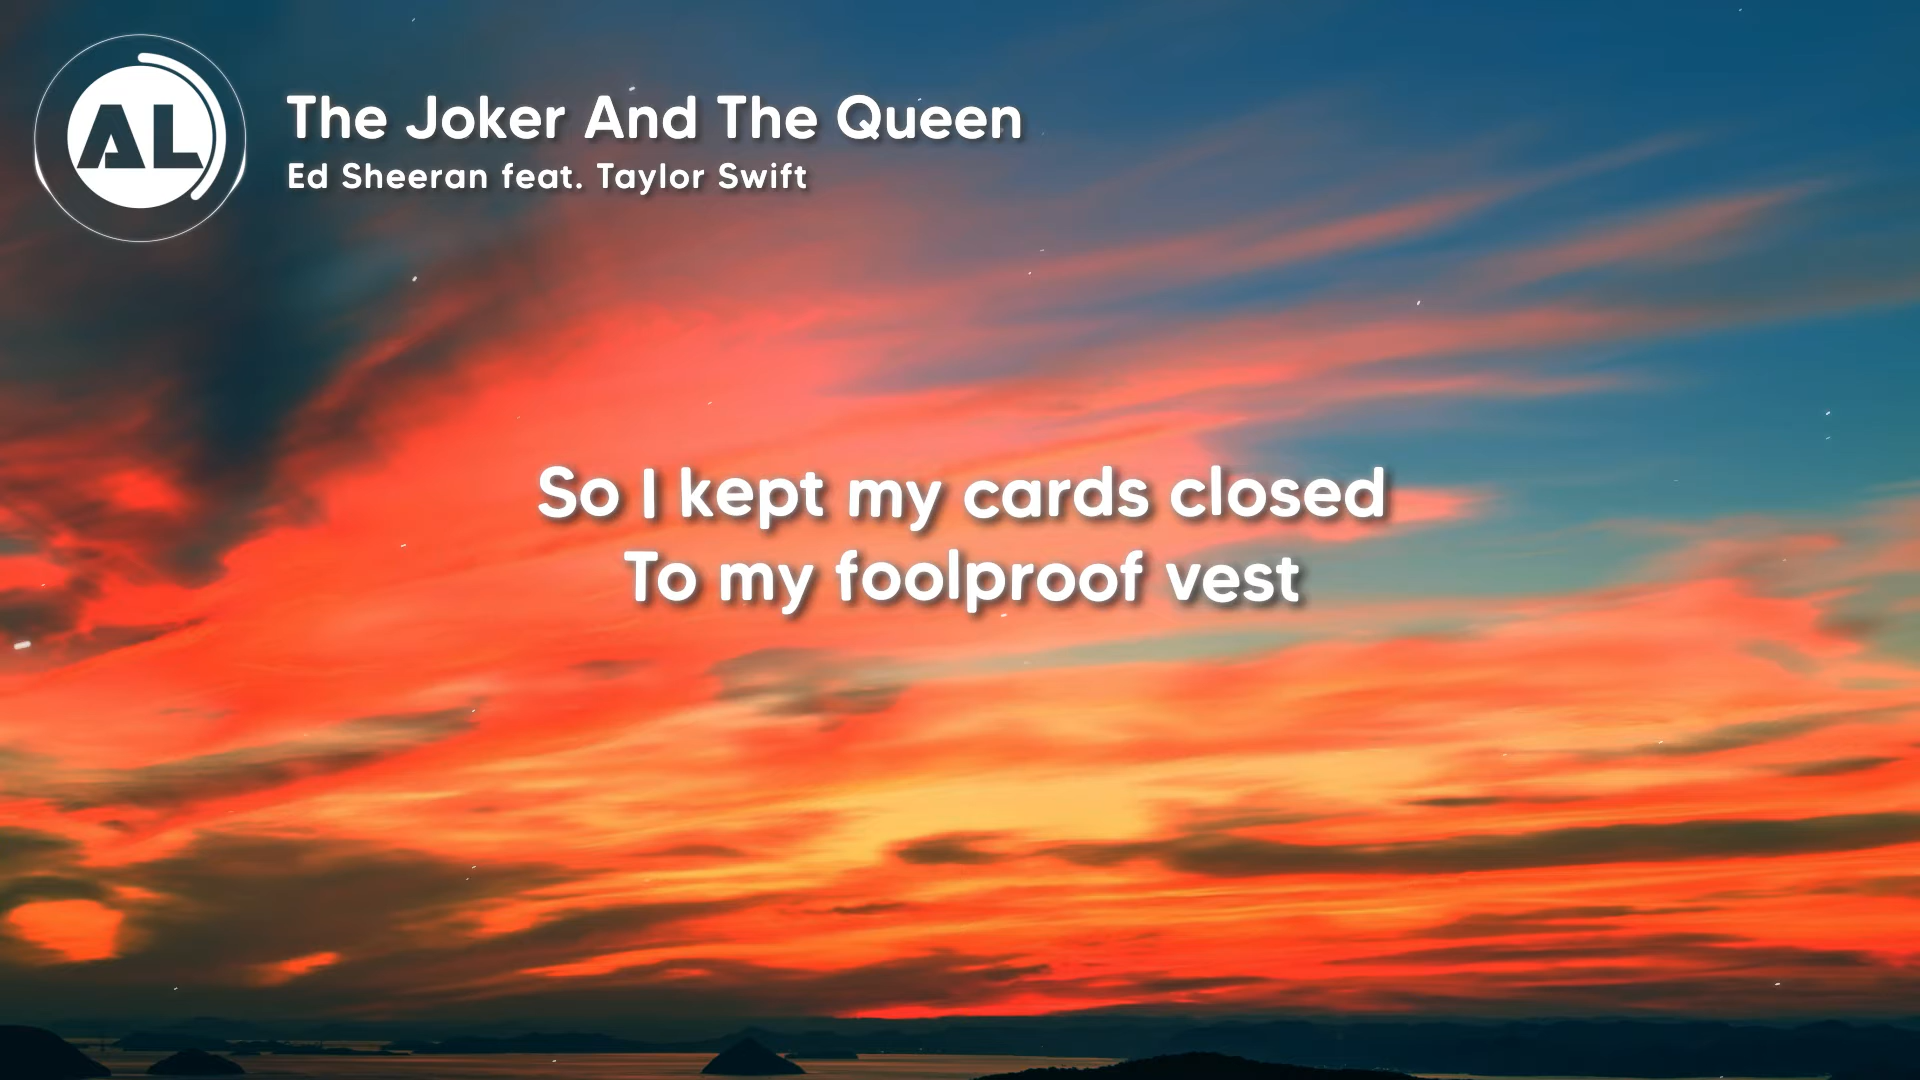 AL
The Joker And The Queen
Ed Sheeran feat. Taylor Swift
So I kept my cards closed
To my foolproof vest